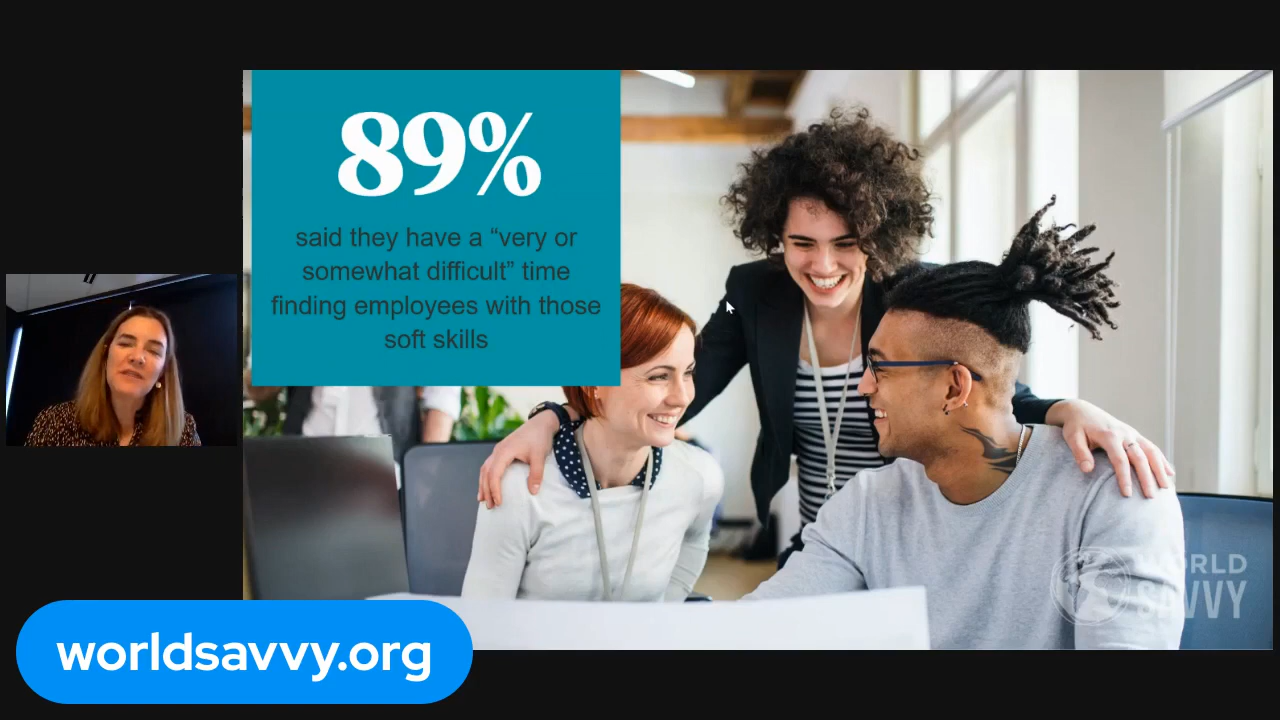 89%
said they have a “very or
somewhat difficult” time
finding employees with those
soft skills
WORLD
SAVVY
worldsavvy.org